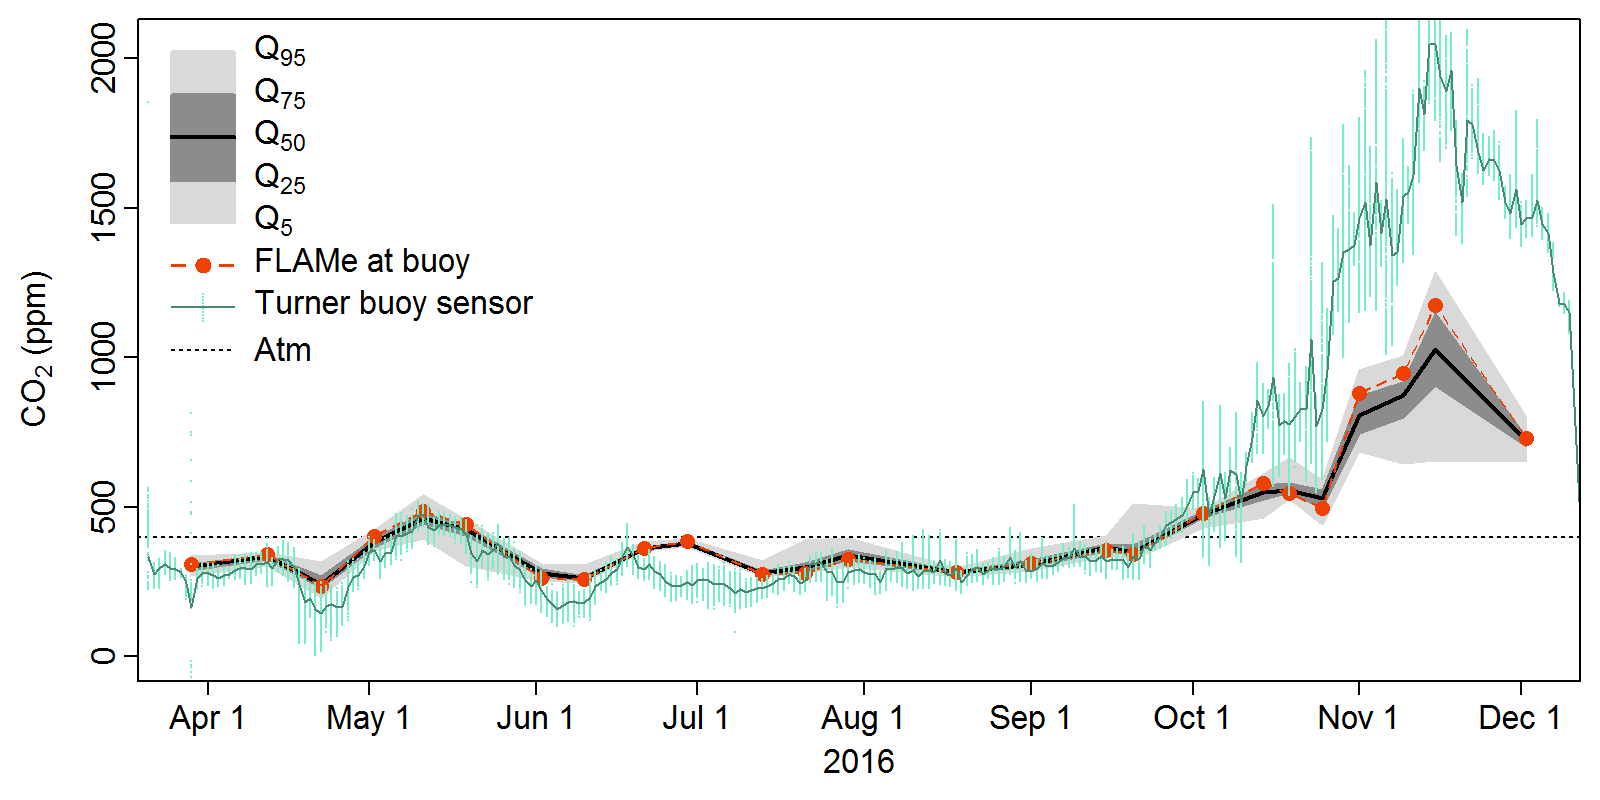 2000
1500
1000
500
0
CO2 (ppm)
Q95
Q75
Q50
Q25
Q5
FLAMe at buoy
Turner buoy sensor
Atm
Apr 1 May 1 Jun 1 Jul 1 Aug 1 Sep 1 Oct 1 Nov 1 Dec 1
2016